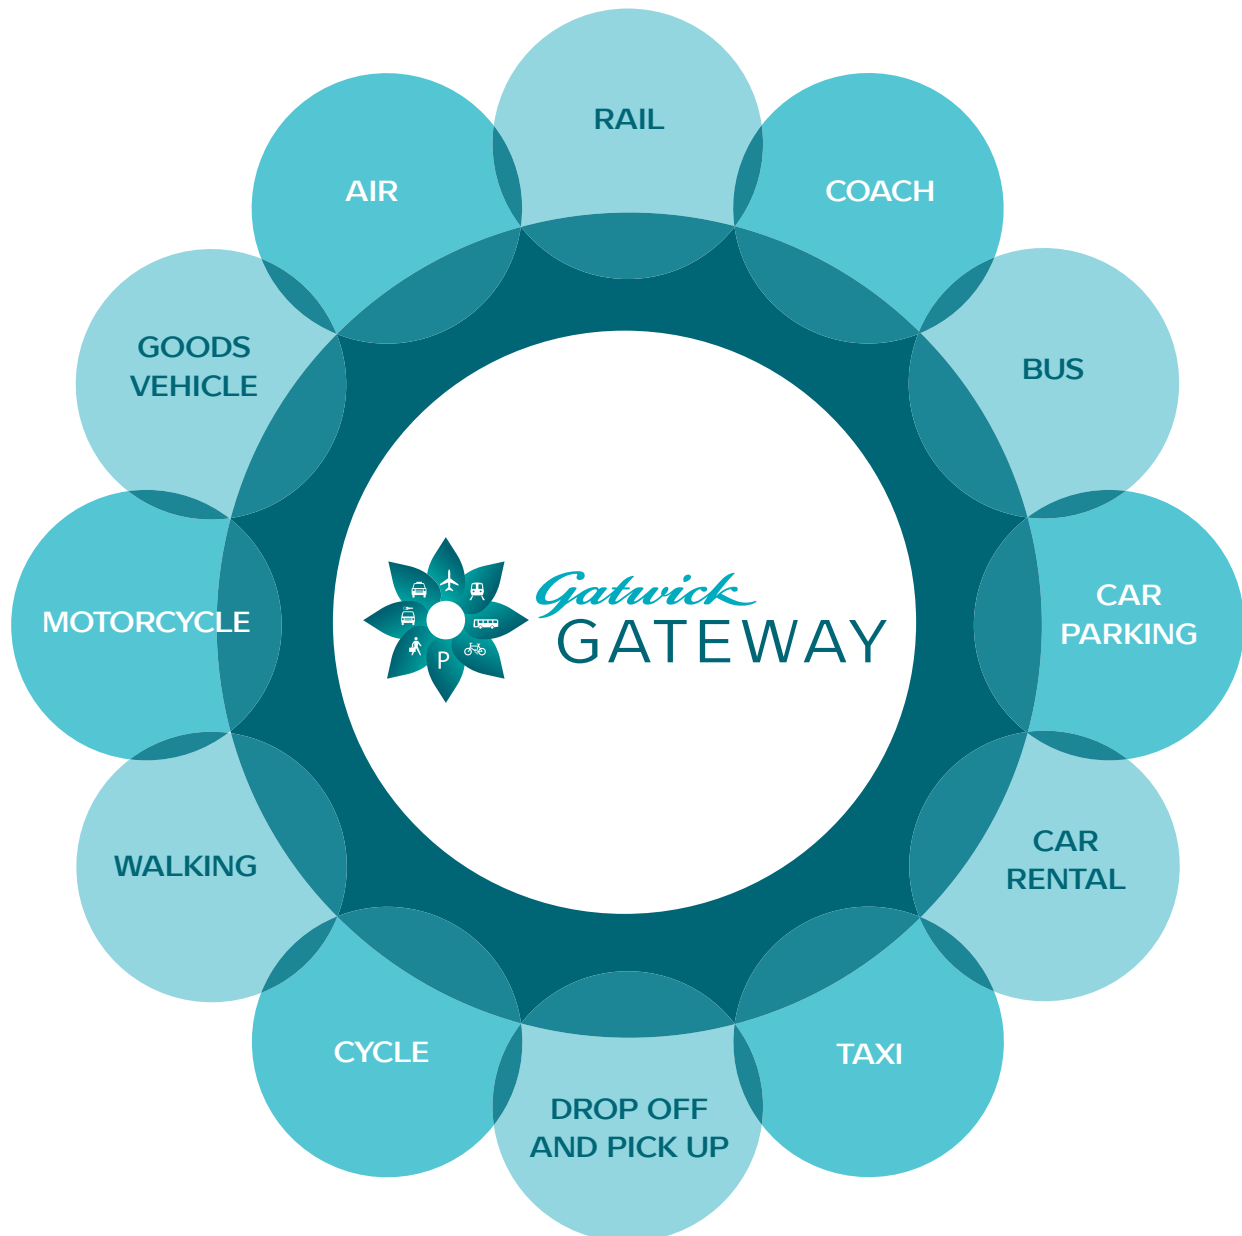 RAIL
COACH
BUS
CAR
PARKING
CAR
RENTAL
TAXI
DROP OFF
AND PICK UP
CYCLE
WALKING
MOTORCYCLE
GOODS
VEHICLE
AIR
Gatwick
GATEWAY
P